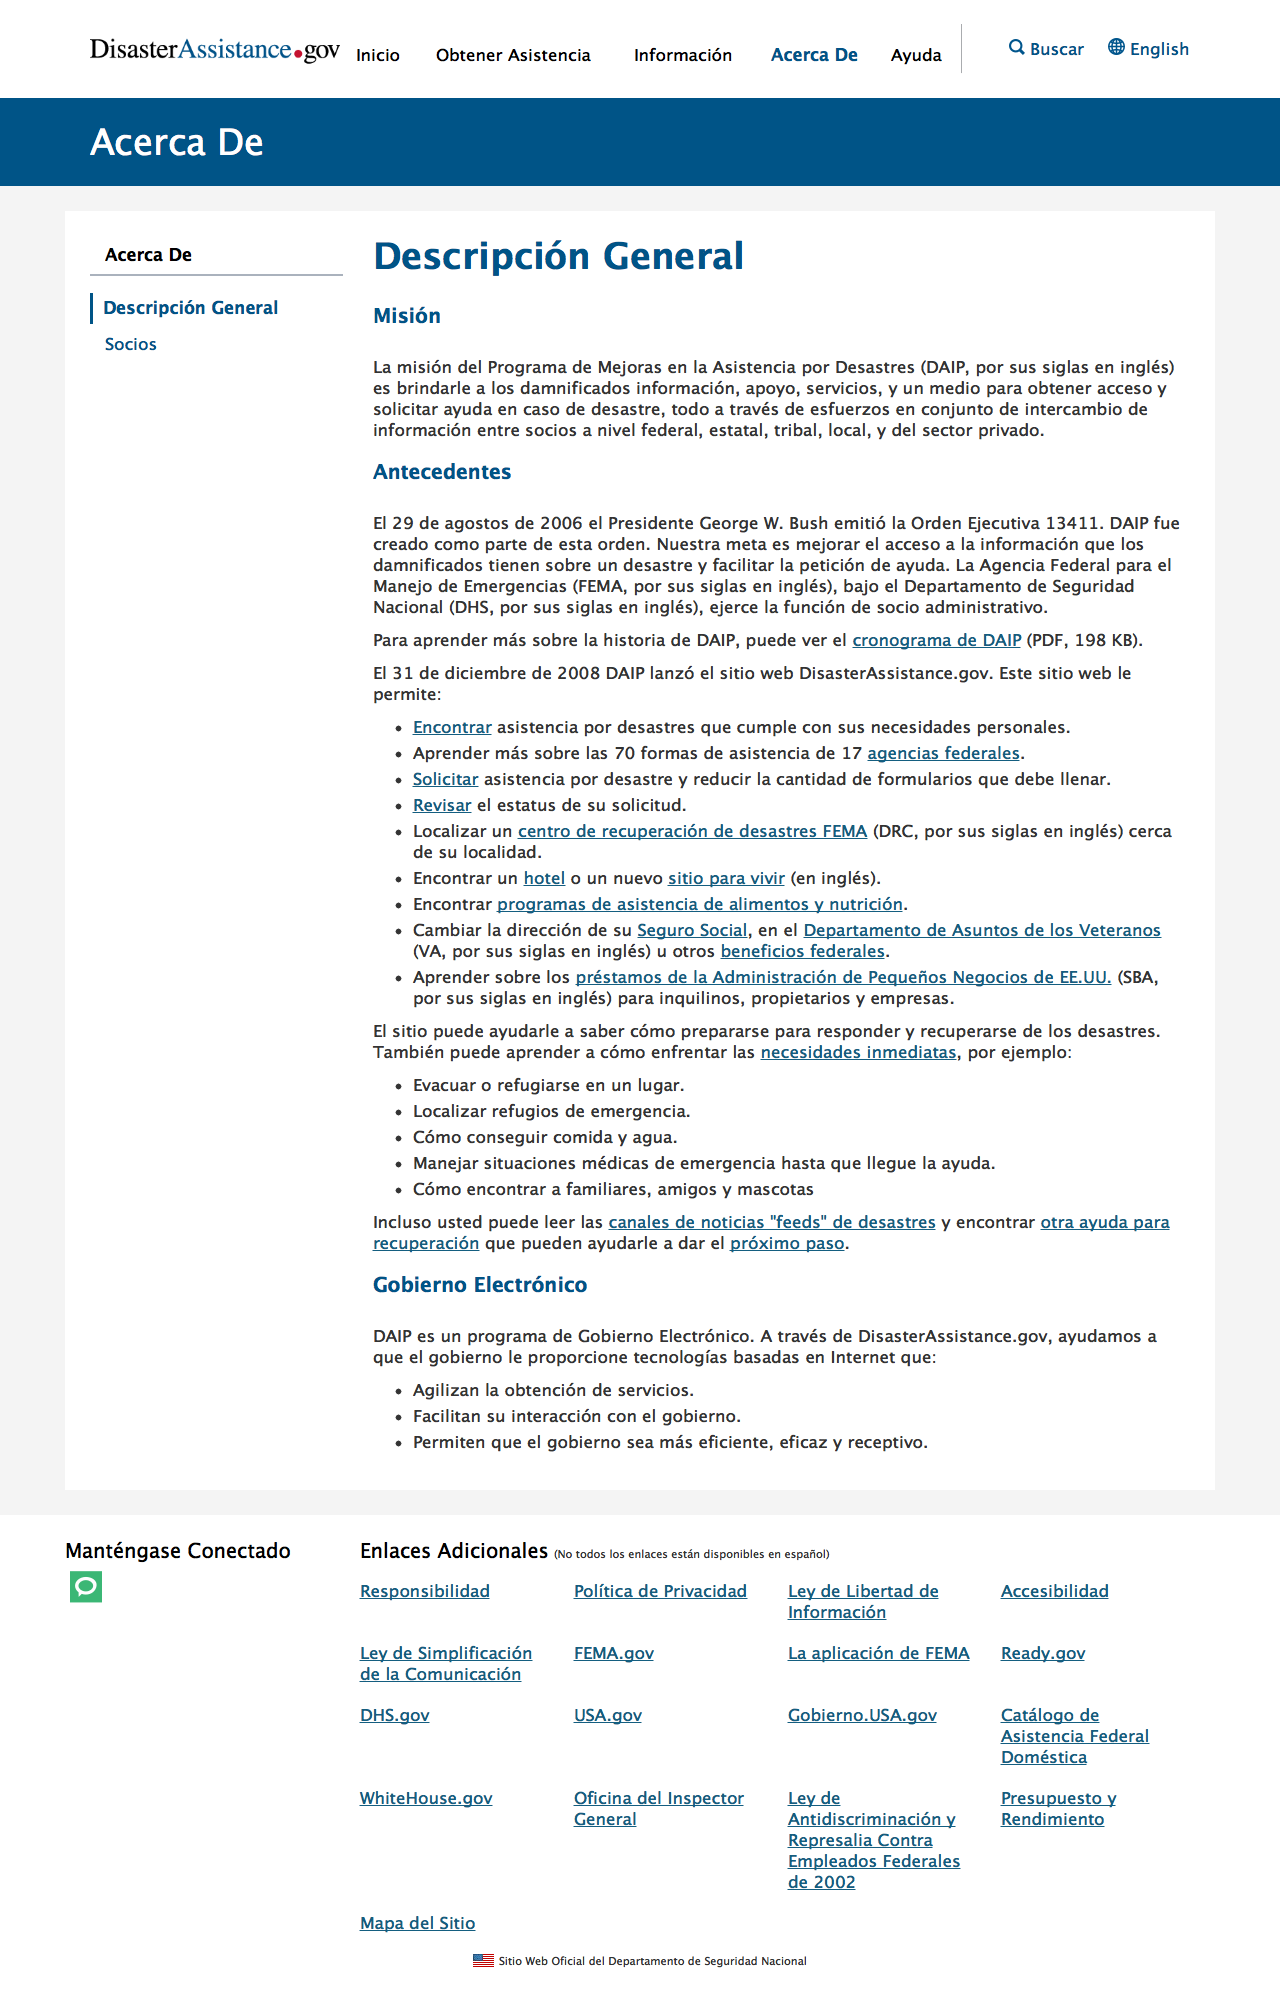 DisasterAssistance.gov
Inicio
Obtener Asistencia
Información
Acerca De
Ayuda
Buscar
English
Acerca De
Acerca De
Descripción General
Socios
Descripción General
Misión
La misión del Programa de Mejoras en la Asistencia por Desastres (DAIP, por sus siglas en inglés)
es brindarle a los damnificados información, apoyo, servicios, y un medio para obtener acceso y
solicitar ayuda en caso de desastre, todo a través de esfuerzos en conjunto de intercambio de
información entre socios a nivel federal, estatal, tribal, local, y del sector privado.
Antecedentes
El 29 de agostos de 2006 el Presidente George W. Bush emitió la Orden Ejecutiva 13411. DAIP fue
creado como parte de esta orden. Nuestra meta es mejorar el acceso a la información que los
damnificados tienen sobre un desastre y facilitar la petición de ayuda. La Agencia Federal para el
Manejo de Emergencias (FEMA, por sus siglas en inglés), bajo el Departamento de Seguridad
Nacional (DHS, por sus siglas en inglés), ejerce la función de socio administrativo.
Para aprender más sobre la historia de DAIP, puede ver el cronograma de DAIP (PDF, 198 KB).
El 31 de diciembre de 2008 DAIP lanzó el sitio web DisasterAssistance.gov. Este sitio web le
permite:
• Encontrar asistencia por desastres que cumple con sus necesidades personales.
• Aprender más sobre las 70 formas de asistencia de 17 agencias federales.
• Solicitar asistencia por desastre y reducir la cantidad de formularios que debe llenar.
• Revisar el estatus de su solicitud.
• Localizar un centro de recuperación de desastres FEMA (DRC, por sus siglas en inglés) cerca
de su localidad.
• Encontrar un hotel o un nuevo sitio para vivir (en inglés).
• Encontrar programas de asistencia de alimentos y nutrición.
• Cambiar la dirección de su Seguro Social, en el Departamento de Asuntos de los Veteranos
(VA, por sus siglas en inglés) u otros beneficios federales.
• Aprender sobre los préstamos de la Administración de Pequeños Negocios de EE.UU. (SBA,
por sus siglas en inglés) para inquilinos, propietarios y empresas.
El sitio puede ayudarle a saber cómo prepararse para responder y recuperarse de los desastres.
También puede aprender a cómo enfrentar las necesidades inmediatas, por ejemplo:
• Evacuar o refugiarse en un lugar.
• Localizar refugios de emergencia.
• Cómo conseguir comida y agua.
• Manejar situaciones médicas de emergencia hasta que llegue la ayuda.
• Cómo encontrar a familiares, amigos y mascotas
Incluso usted puede leer las canales de noticias "feeds" de desastres y encontrar otra ayuda para
recuperación que pueden ayudarle a dar el próximo paso.
Gobierno Electrónico
DAIP es un programa de Gobierno Electrónico. A través de DisasterAssistance.gov, ayudamos a
que el gobierno le proporcione tecnologías basadas en Internet que:
• Agilizan la obtención de servicios.
• Facilitan su interacción con el gobierno.
• Permiten que el gobierno sea más eficiente, eficaz y receptivo.
Manténgase Conectado
Enlaces Adicionales (No todos los enlaces están disponibles en español)
Responsibilidad
Política de Privacidad
Ley de Libertad de
Información
Accesibilidad
Ley de Simplificación
de la Comunicación
FEMA.gov
La aplicación de FEMA
Ready.gov
DHS.gov
USA.gov
Gobierno.USA.gov
Catálogo de
Asistencia Federal
Doméstica
WhiteHouse.gov
Oficina del Inspector
General
Ley de
Antidiscriminación y
Represalia Contra
Empleados Federales
de 2002
Presupuesto y
Rendimiento
Mapa del Sitio
Sitio Web Oficial del Departamento de Seguridad Nacional